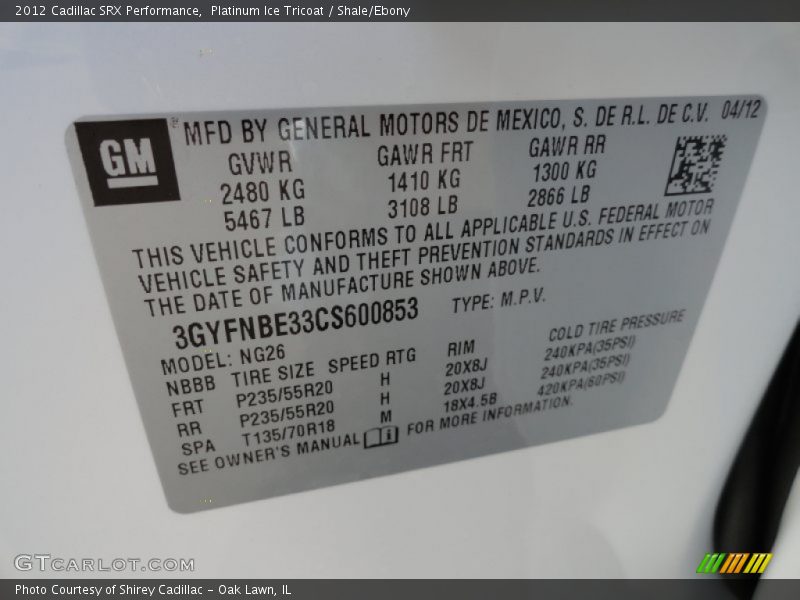 2012 Cadillac SRX Performance, Platinum Ice Tricoat / Shale/Ebony
GM ® MFD BY GENERAL MOTORS DE MEXICO, S. DE R.L. DE C.V. 04/12
GVWR GAWR FRT GAWR RR
2480 KG 1410 KG 1300 KG
5467 LB 3108 LB 2866 LB
THIS VEHICLE CONFORMS TO ALL APPLICABLE U.S. FEDERAL MOTOR
VEHICLE SAFETY AND THEFT PREVENTION STANDARDS IN EFFECT ON
THE DATE OF MANUFACTURE SHOWN ABOVE.
3GYFNBE33CS600853 TYPE: M.P.V.
MODEL: NG26
NBBB TIRE SIZE SPEED RTG RIM COLD TIRE PRESSURE
FRT P235/55R20 H 20X8J 240KPA(35PSI)
RR P235/55R20 H 20X8J 240KPA(35PSI)
SPA T135/70R18 M 18X4.5B 420KPA(60PSI)
SEE OWNER'S MANUAL FOR MORE INFORMATION.
GTCARLOT.COM
Photo Courtesy of Shirey Cadillac - Oak Lawn, IL